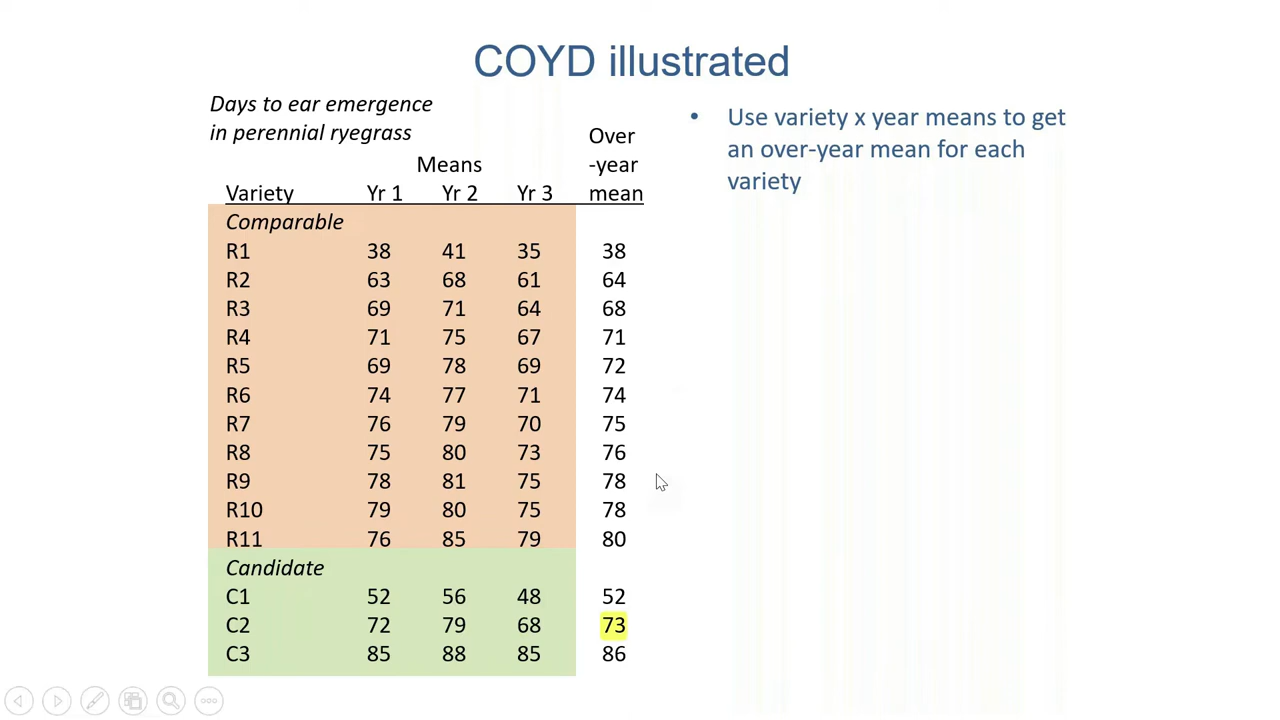 COYD illustrated
Days to ear emergence
in perennial ryegrass
Over
Means -year
Variety Yr 1 Yr 2 Yr 3 mean
Comparable
R1 38 41 35 38
R2 63 68 61 64
R3 69 71 64 68
R4 71 75 67 71
R5 69 78 69 72
R6 74 77 71 74
R7 76 79 70 75
R8 75 80 73 76
R9 78 81 75 78
R10 79 80 75 78
R11 76 85 79 80
Candidate
C1 52 56 48 52
C2 72 79 68 73
C3 85 88 85 86
• Use variety x year means to get
an over-year mean for each
variety